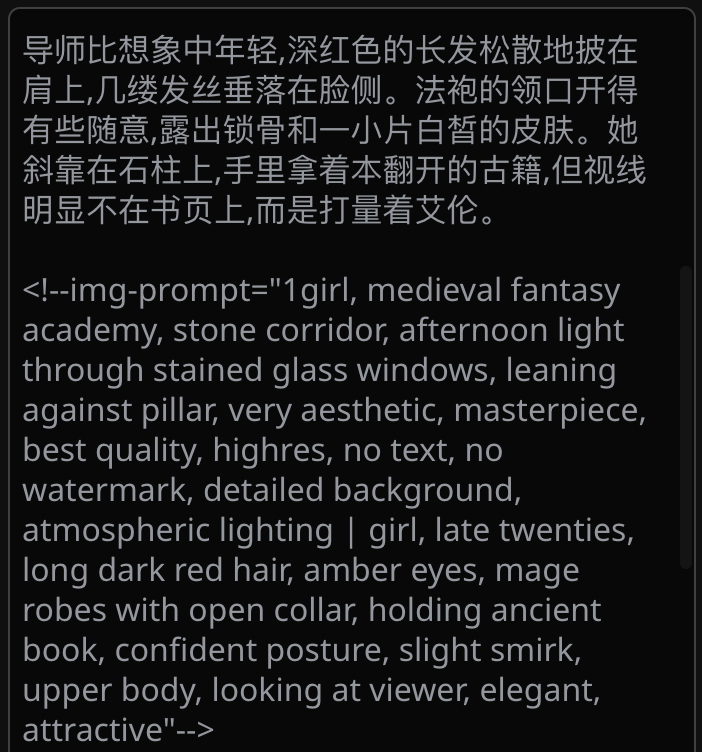 导师比想象中年轻,深红色的长发松散地披在
肩上,几缕发丝垂落在脸侧。法袍的领口开得
有些随意,露出锁骨和一小片白皙的皮肤。她
斜靠在石柱上,手里拿着本翻开的古籍,但视线
明显不在书页上,而是打量着艾伦。
<!--img-prompt="1girl, medieval fantasy
academy, stone corridor, afternoon light
through stained glass windows, leaning
against pillar, very aesthetic, masterpiece,
best quality, highres, no text, no
watermark, detailed background,
atmospheric lighting | girl, late twenties,
long dark red hair, amber eyes, mage
robes with open collar, holding ancient
book, confident posture, slight smirk,
upper body, looking at viewer, elegant,
attractive"-->